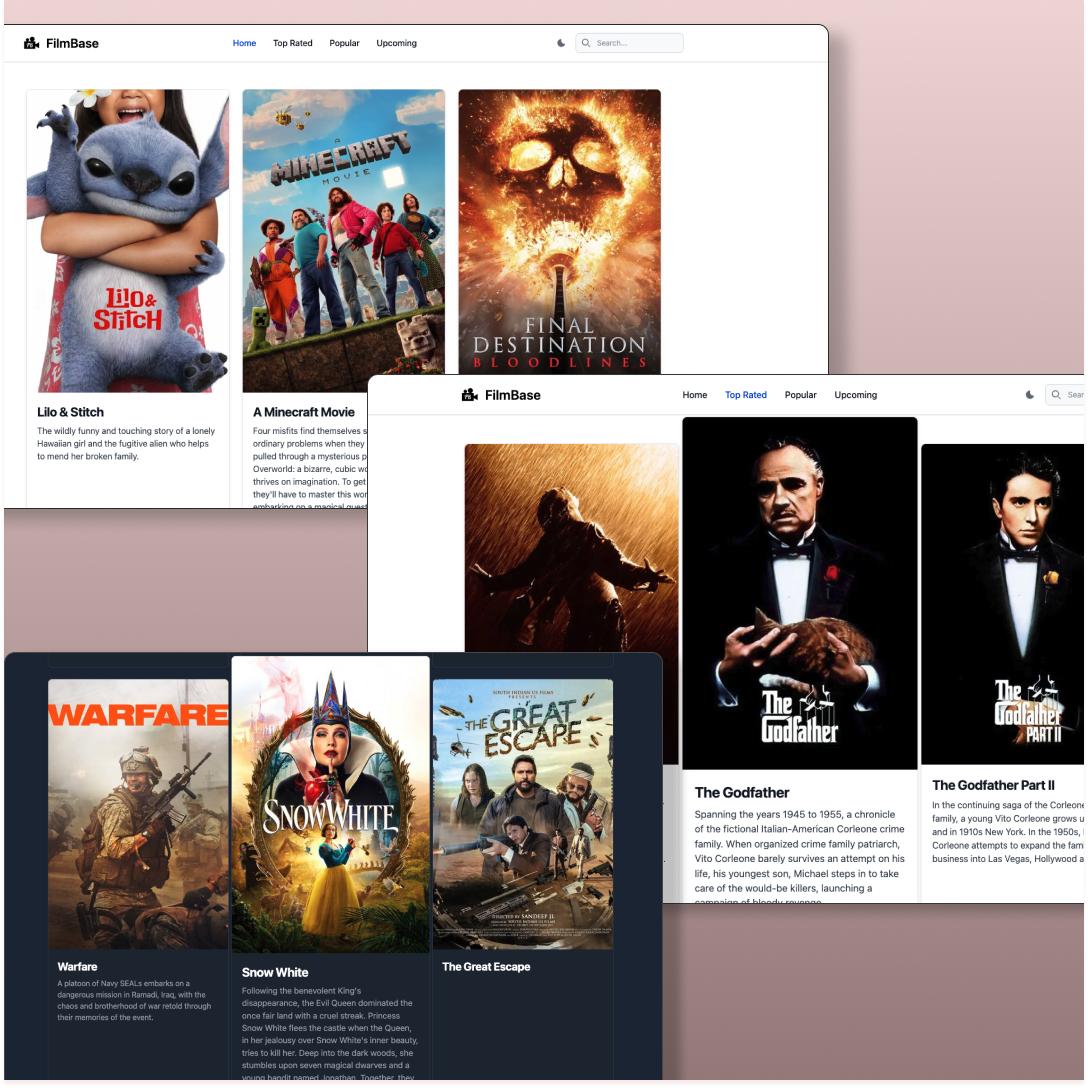 FilmBase
Home
Top Rated
Popular
Upcoming
Search...
LiLO &
StitcH
A
MINECRAFT
MOVIE
FINAL
DESTINATION
BLOODLINES
Lilo & Stitch
The wildly funny and touching story of a lonely
Hawaiian girl and the fugitive alien who helps
to mend her broken family.
A Minecraft Movie
Four misfits find themselves s
ordinary problems when they
pulled through a mysterious p
Overworld: a bizarre, cubic wo
thrives on imagination. To get
they'll have to master this wor
embarking on a magical quest
FilmBase
Home
Top Rated
Popular
Upcoming
Sear
The
Godfather
The
Godfather
PART II
The Godfather
Spanning the years 1945 to 1955, a chronicle
of the fictional Italian-American Corleone crime
family. When organized crime family patriarch,
Vito Corleone barely survives an attempt on his
life, his youngest son, Michael steps in to take
care of the would-be killers, launching a
campaign of bloody revenge.
The Godfather Part II
In the continuing saga of the Corleone
family, a young Vito Corleone grows u
and in 1910s New York. In the 1950s,
Corleone attempts to expand the fam
business into Las Vegas, Hollywood a
WARFARE
SNOW WHITE
SOUTH INDIAN US FILMS
PRESENTS
THE GREAT
ESCAPE
DIRECTED BY SANDEEP JL
Warfare
A platoon of Navy SEALs embarks on a
dangerous mission in Ramadi, Iraq, with the
chaos and brotherhood of war retold through
their memories of the event.
Snow White
Following the benevolent King's
disappearance, the Evil Queen dominated the
once fair land with a cruel streak. Princess
Snow White flees the castle when the Queen,
in her jealousy over Snow White's inner beauty,
tries to kill her. Deep into the dark woods, she
stumbles upon seven magical dwarves and a
young bandit named Jonathan. Together, they
The Great Escape